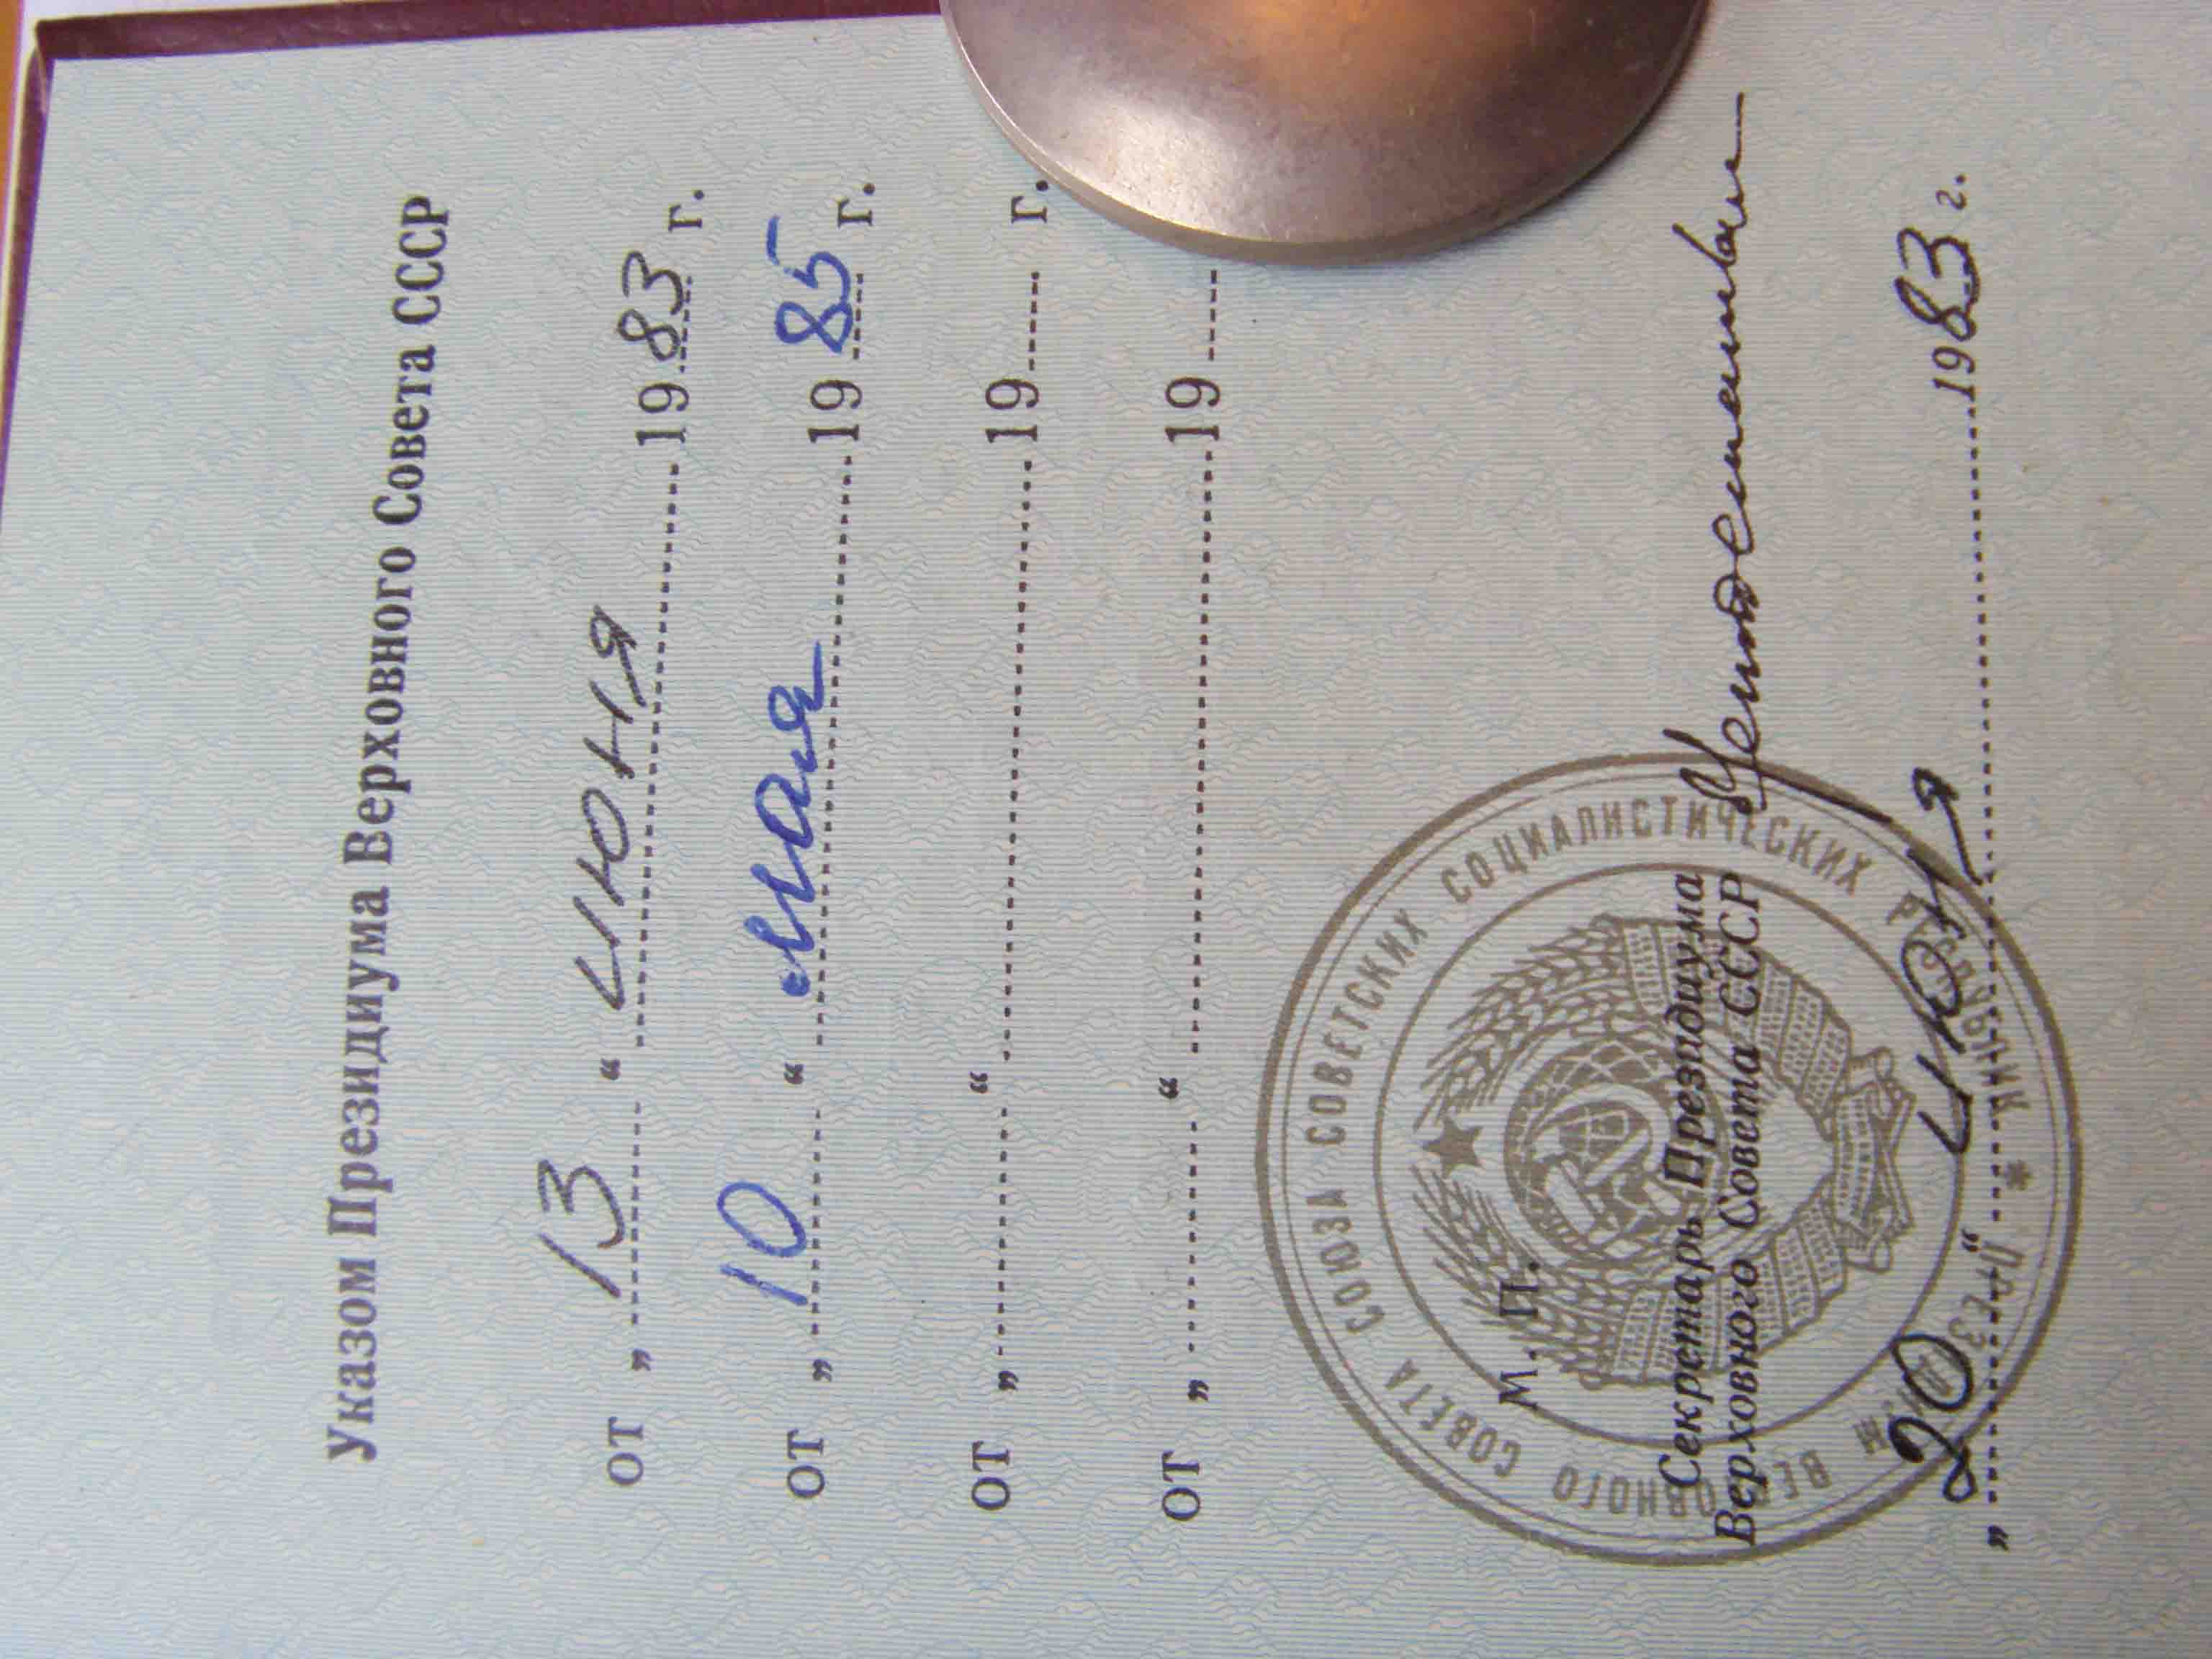 Указом Президиума Верховного Совета СССР
от „ 13 “ июня 1983 г.
от „ 10 “ мая 1985 г.
от „ “ 19 г.
от „ “ 19
М. П.
Секретарь Президиума
Верховного Совета СССР
„ 20 “ июня 1983 г.
ПРЕЗИДИУМ ВЕРХОВНОГО СОВЕТА СОЮЗА СОВЕТСКИХ СОЦИАЛИСТИЧЕСКИХ РЕСПУБЛИК *